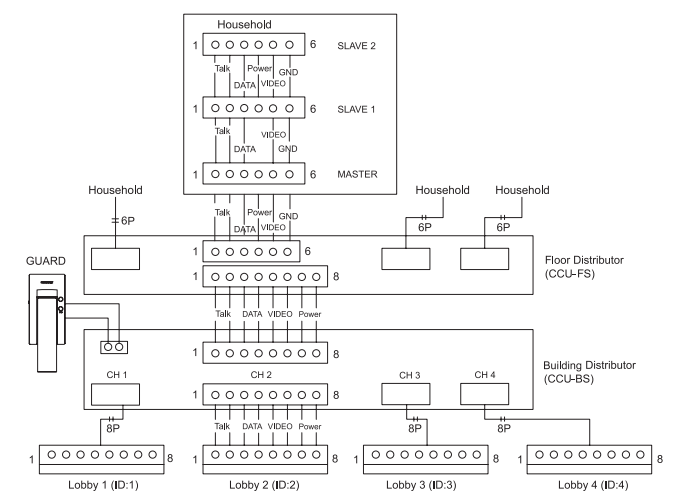 Household
1 6 SLAVE 2
Talk Power GND
DATA VIDEO
1 6 SLAVE 1
Talk VIDEO
DATA GND
1 6 MASTER
Household Household Household
Talk Power GND
DATA VIDEO
6P 6P 6P
1 6
Floor Distributor
(CCU-FS)
1 8
GUARD
Talk DATA VIDEO Power
1 8
Building Distributor
(CCU-BS)
CH 1 CH 2 CH 3 CH 4
1 8
8P Talk DATA VIDEO Power 8P 8P
1 8 1 8 1 8 1 8
Lobby 1 (ID:1) Lobby 2 (ID:2) Lobby 3 (ID:3) Lobby 4 (ID:4)